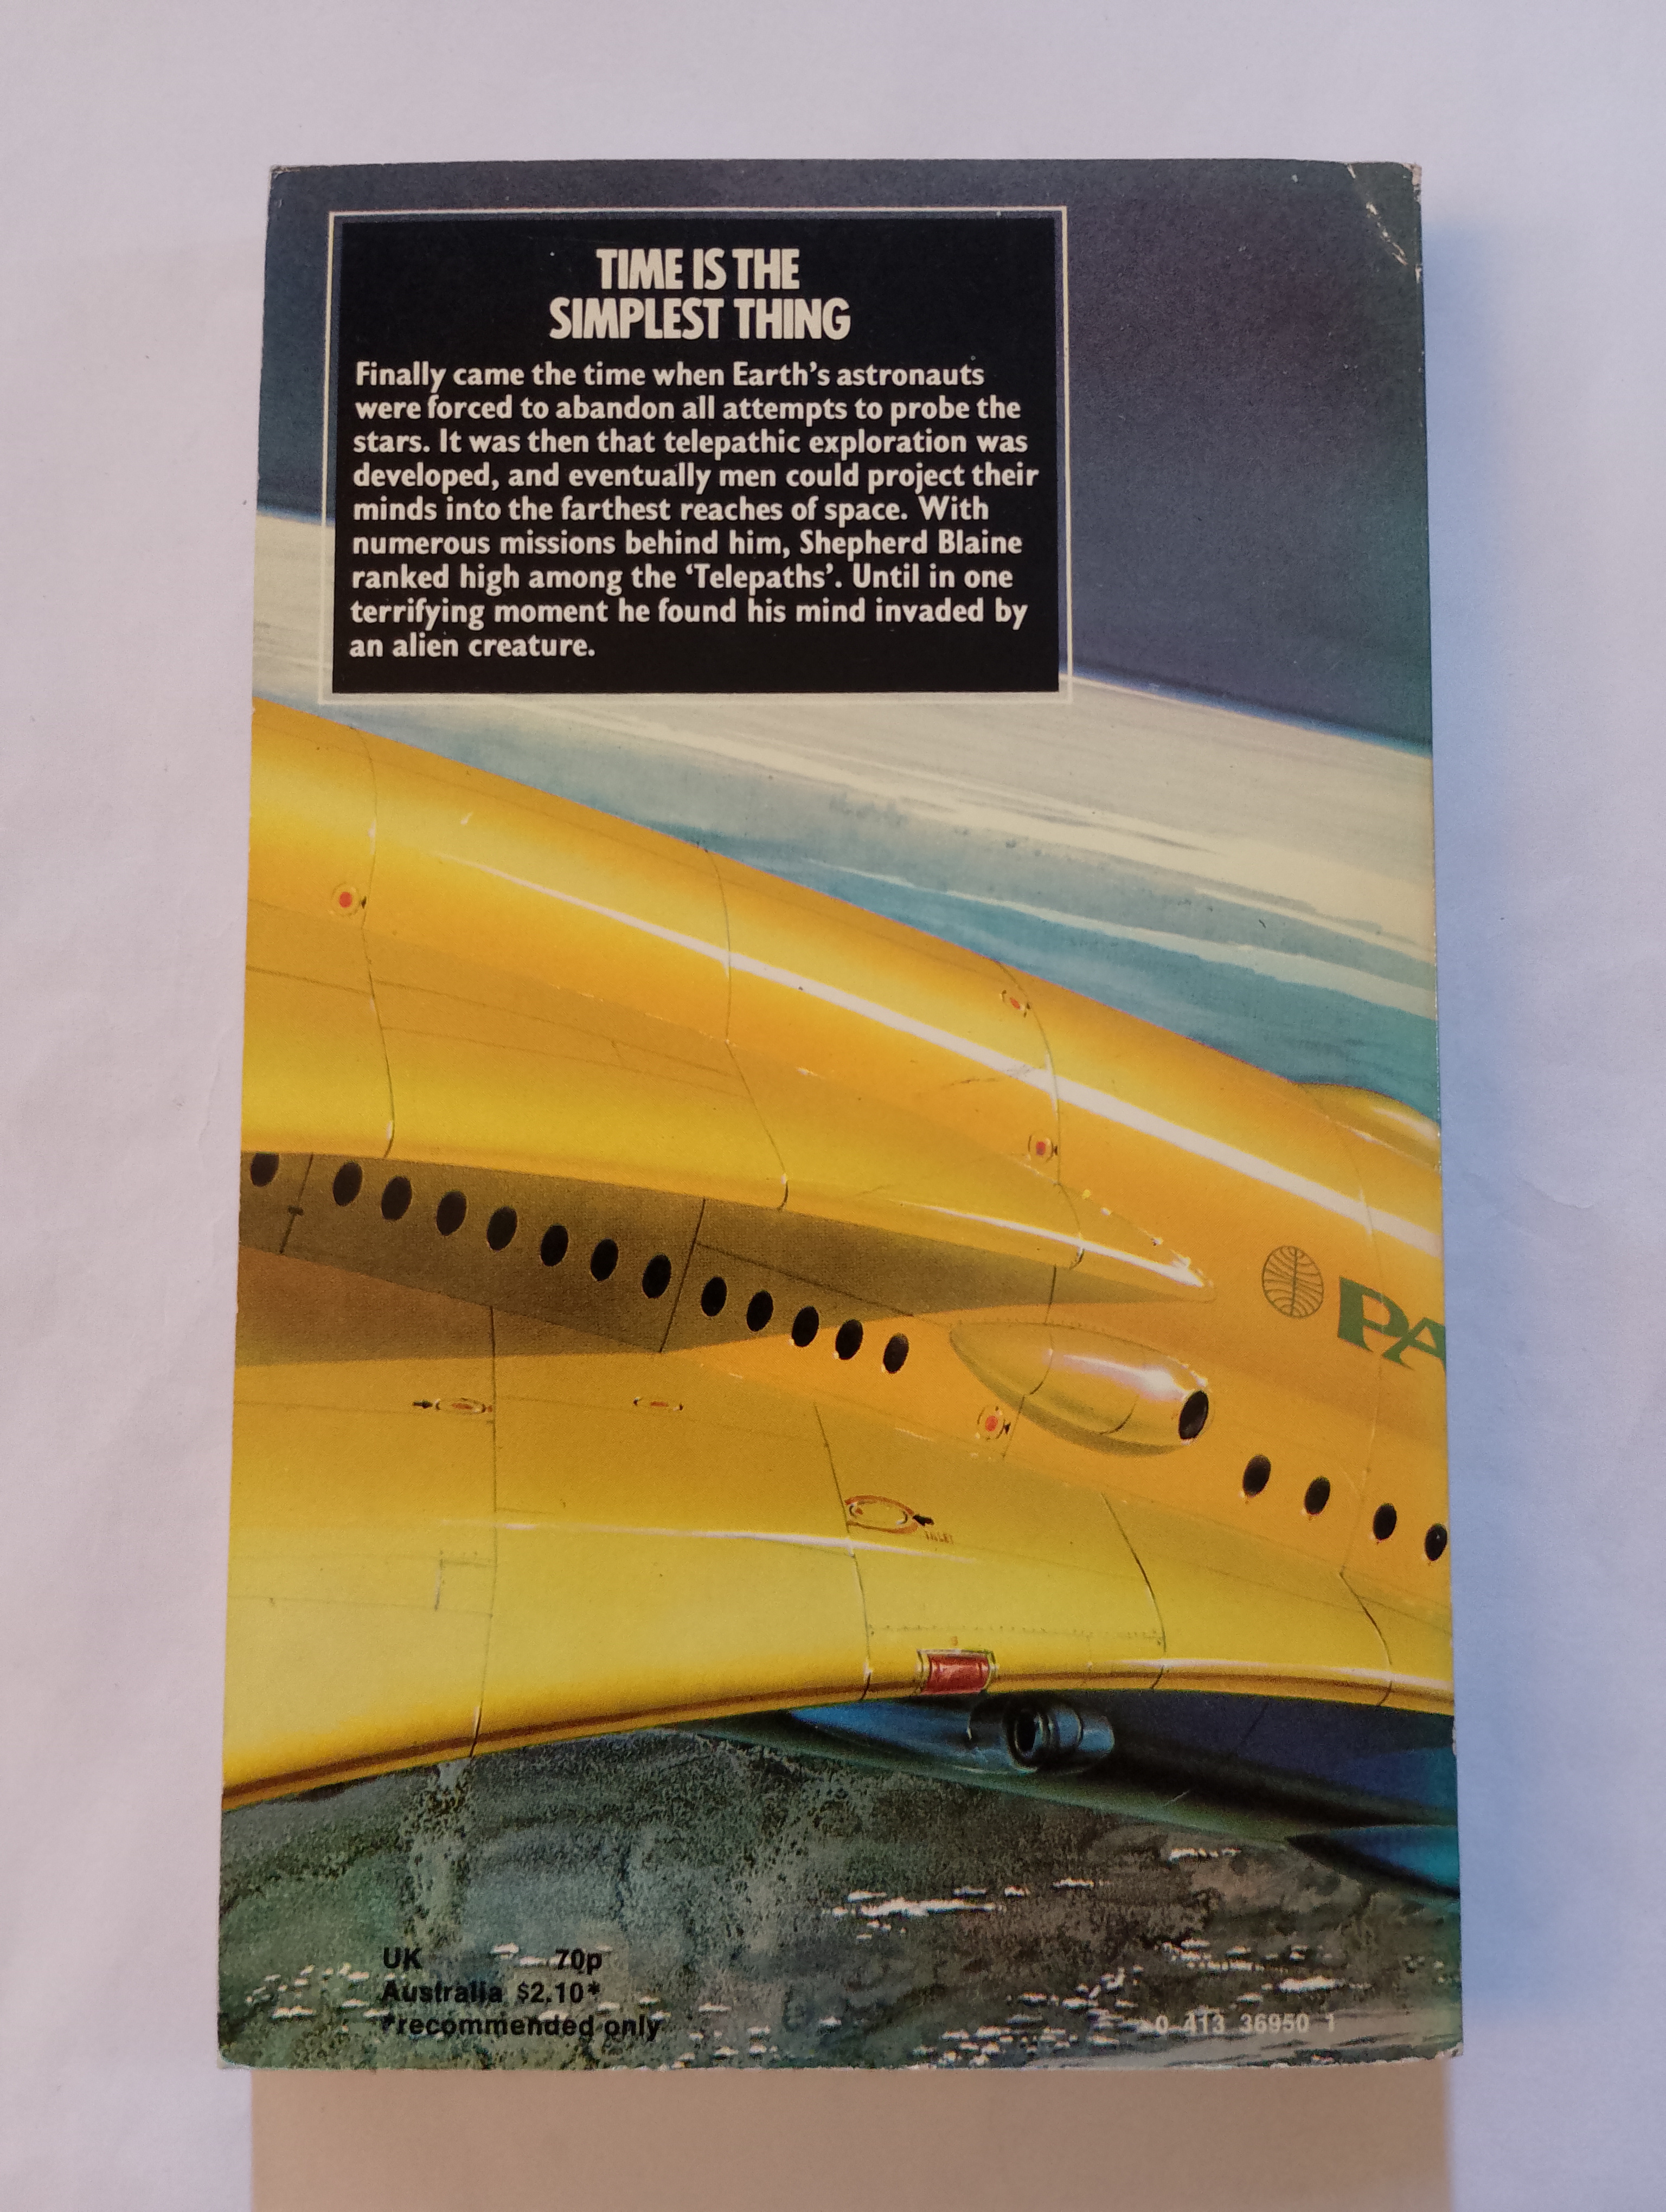 TIME IS THE
SIMPLEST THING
Finally came the time when Earth's astronauts
were forced to abandon all attempts to probe the
stars. It was then that telepathic exploration was
developed, and eventually men could project their
minds into the farthest reaches of space. With
numerous missions behind him, Shepherd Blaine
ranked high among the ‘Telepaths’. Until in one
terrifying moment he found his mind invaded by
an alien creature.
PA
INLET
UK 70p
Australia $2.10*
*recommended only
0 413 36950 1